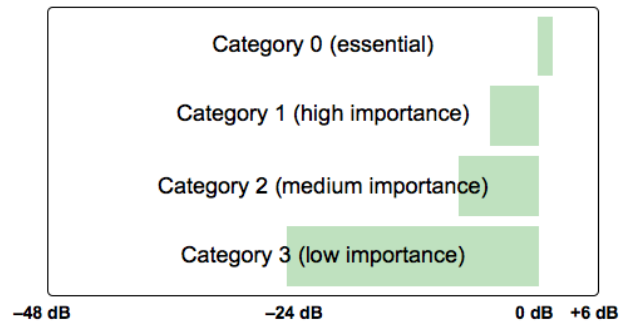 Category 0 (essential)
Category 1 (high importance)
Category 2 (medium importance)
Category 3 (low importance)
–48 dB –24 dB 0 dB +6 dB